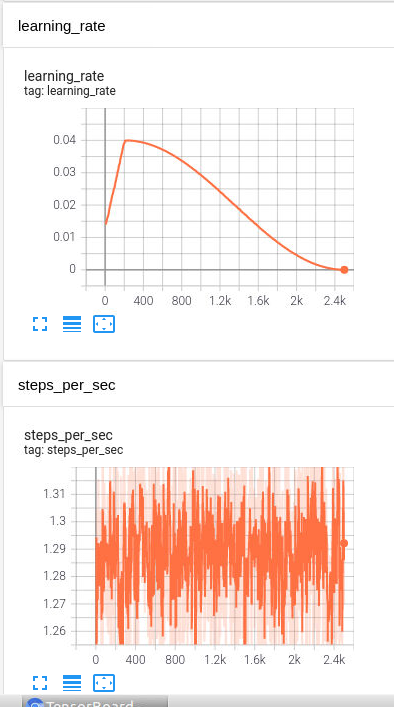 learning_rate
learning_rate
tag: learning_rate
0.04
0.03
0.02
0.01
0
0 400 800 1.2k 1.6k 2k 2.4k
steps_per_sec
steps_per_sec
tag: steps_per_sec
1.31
1.3
1.29
1.28
1.27
1.26
0 400 800 1.2k 1.6k 2k 2.4k
TensorBoard